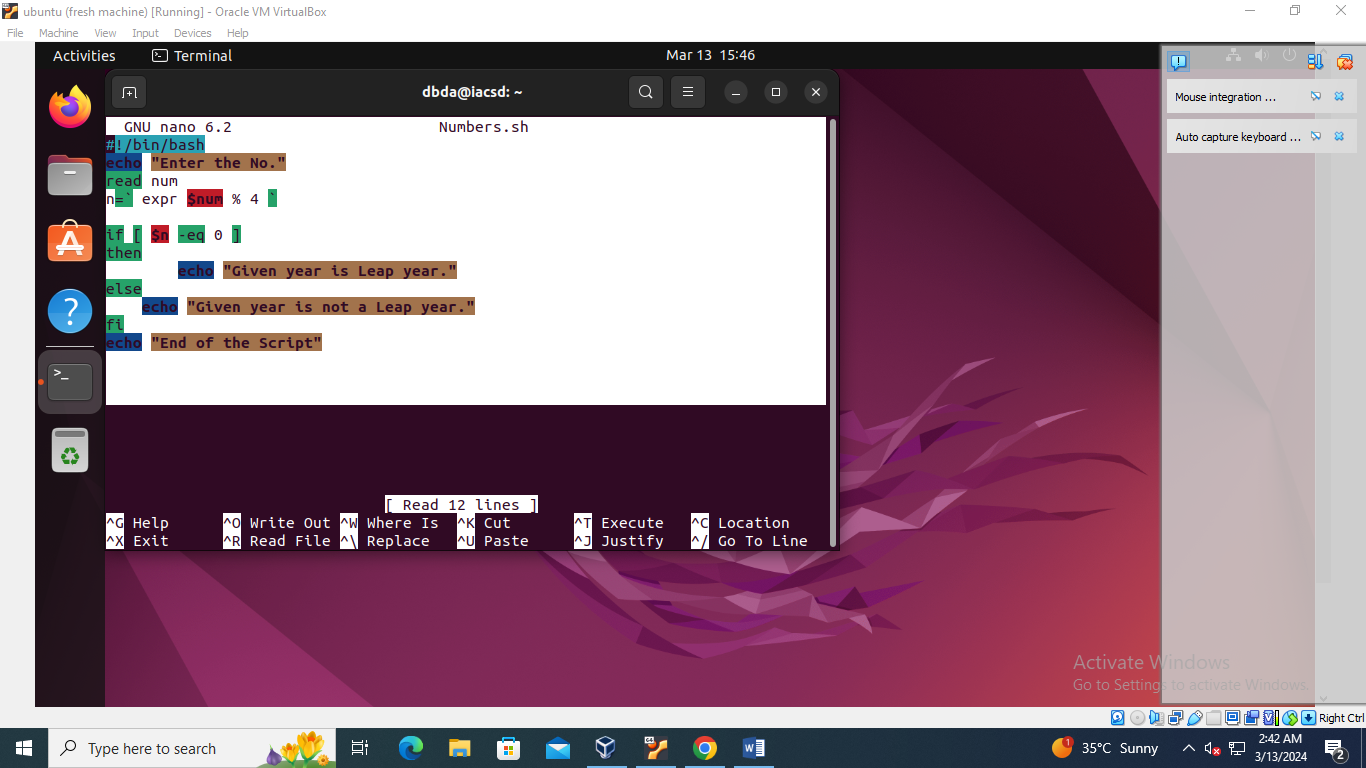 ubuntu (fresh machine) [Running] - Oracle VM VirtualBox
File Machine View Input Devices Help
Activities Terminal Mar 13 15:46
dbda@iacsd: ~
GNU nano 6.2 Numbers.sh
#!/bin/bash
echo "Enter the No."
read num
n=` expr $num % 4 `
if [ $n -eq 0 ]
then
echo "Given year is Leap year."
else
echo "Given year is not a Leap year."
fi
echo "End of the Script"
[ Read 12 lines ]
^G Help ^O Write Out ^W Where Is ^K Cut ^T Execute ^C Location
^X Exit ^R Read File ^\ Replace ^U Paste ^J Justify ^/ Go To Line
Mouse integration ...
Auto capture keyboard ...
Activate Windows
Go to Settings to activate Windows.
Right Ctrl
Type here to search
1
35°C Sunny
2:42 AM
3/13/2024
2